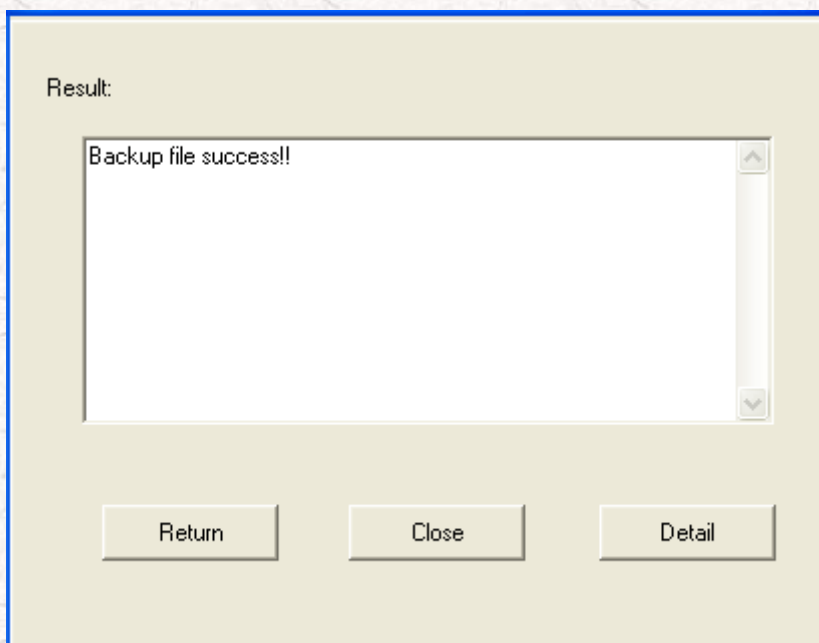 Result:
Backup file success!!
Return
Close
Detail